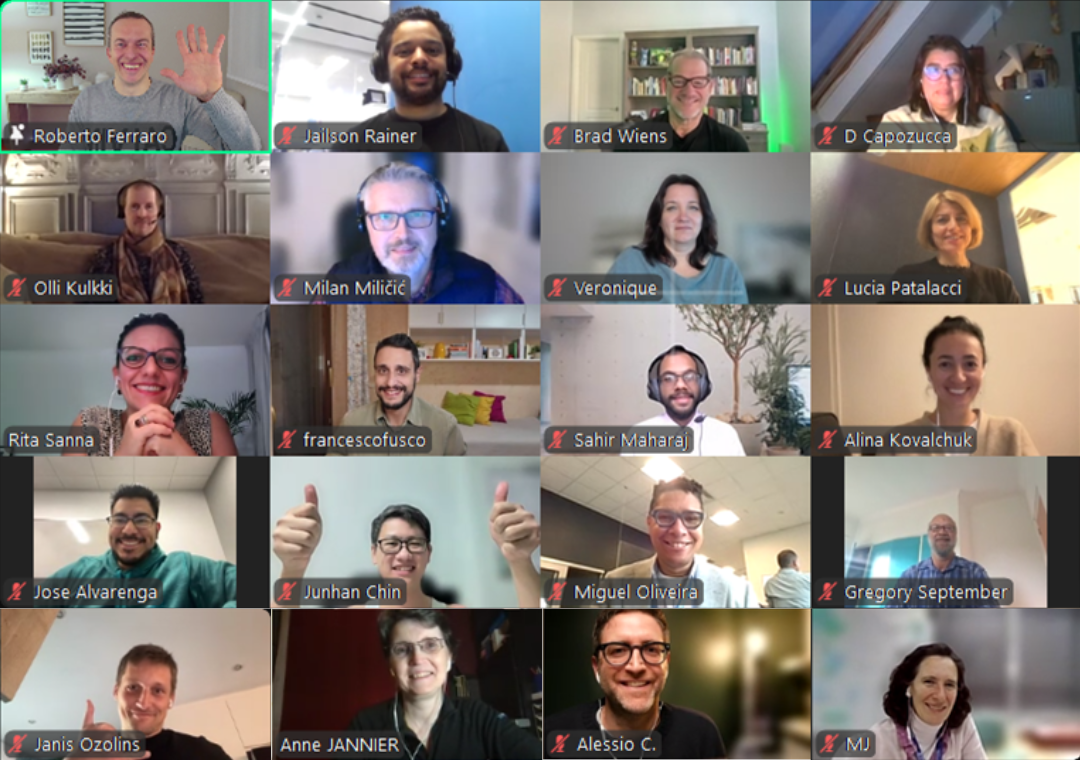 Roberto Ferraro
Jailson Rainer
Brad Wiens
D Capozucca
Olli Kulkki
Milan Miličić
Veronique
Lucia Patalacci
Rita Sanna
francescofusco
Sahir Maharaj
Alina Kovalchuk
Jose Alvarenga
Junhan Chin
Miguel Oliveira
Gregory September
Janis Ozolins
Anne JANNIER
Alessio C.
MJ